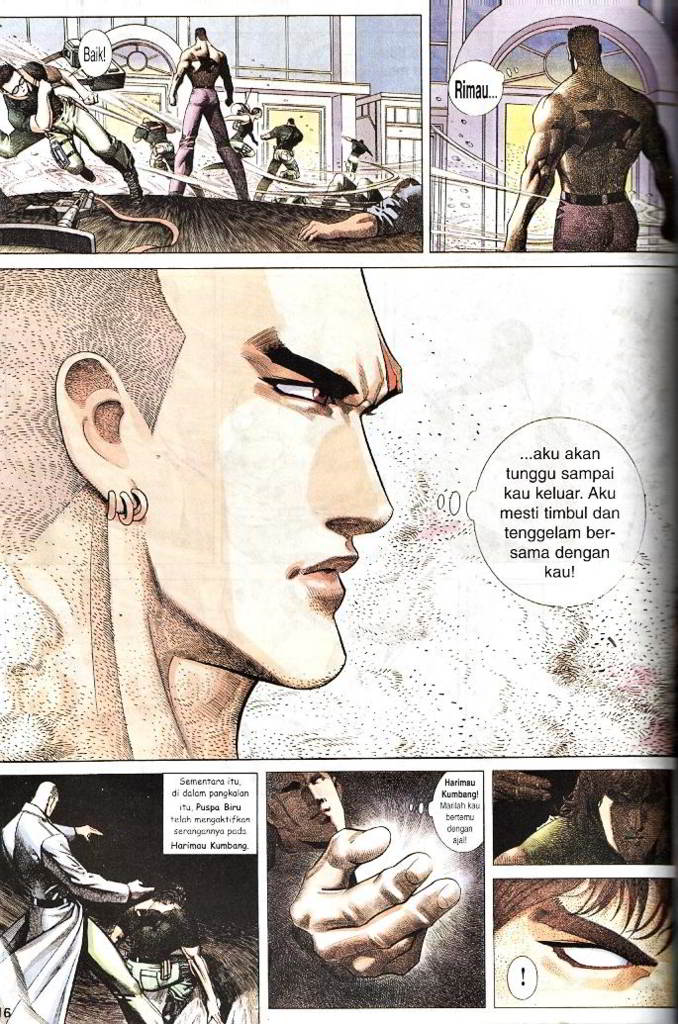 Baik!
Rimau...
...aku akan
tunggu sampai
kau keluar. Aku
mesti timbul dan
tenggelam ber-
sama dengan
kau!
Sementara itu,
di dalam pangkalan
itu, Puspa Biru
telah mengaktifkan
serangannya pada
Harimau Kumbang.
Harimau
Kumbang!
Marilah kau
bertemu
dengan
ajal!
!
16